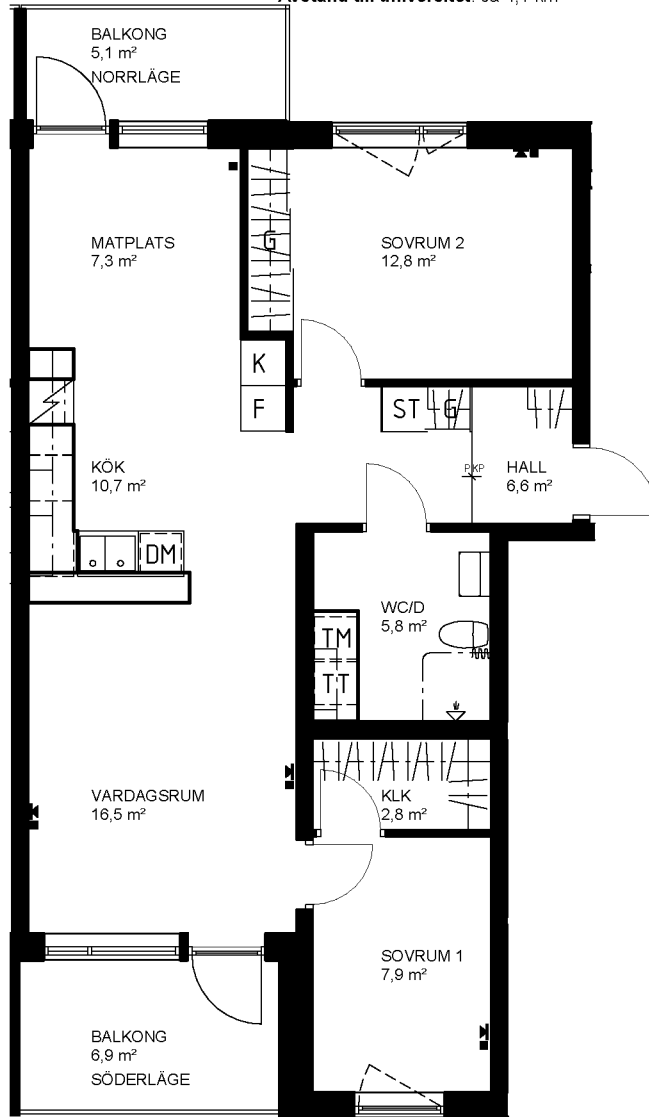 BALKONG
5,1 m²
NORRLÄGE
MATPLATS
7,3 m²
G
SOVRUM 2
12,8 m²
K
F
ST G
KÖK
10,7 m²
HALL
6,6 m²
DM
WC/D
5,8 m²
TM
TT
VARDAGSRUM
16,5 m²
KLK
2,8 m²
SOVRUM 1
7,9 m²
BALKONG
6,9 m²
SÖDERLÄGE